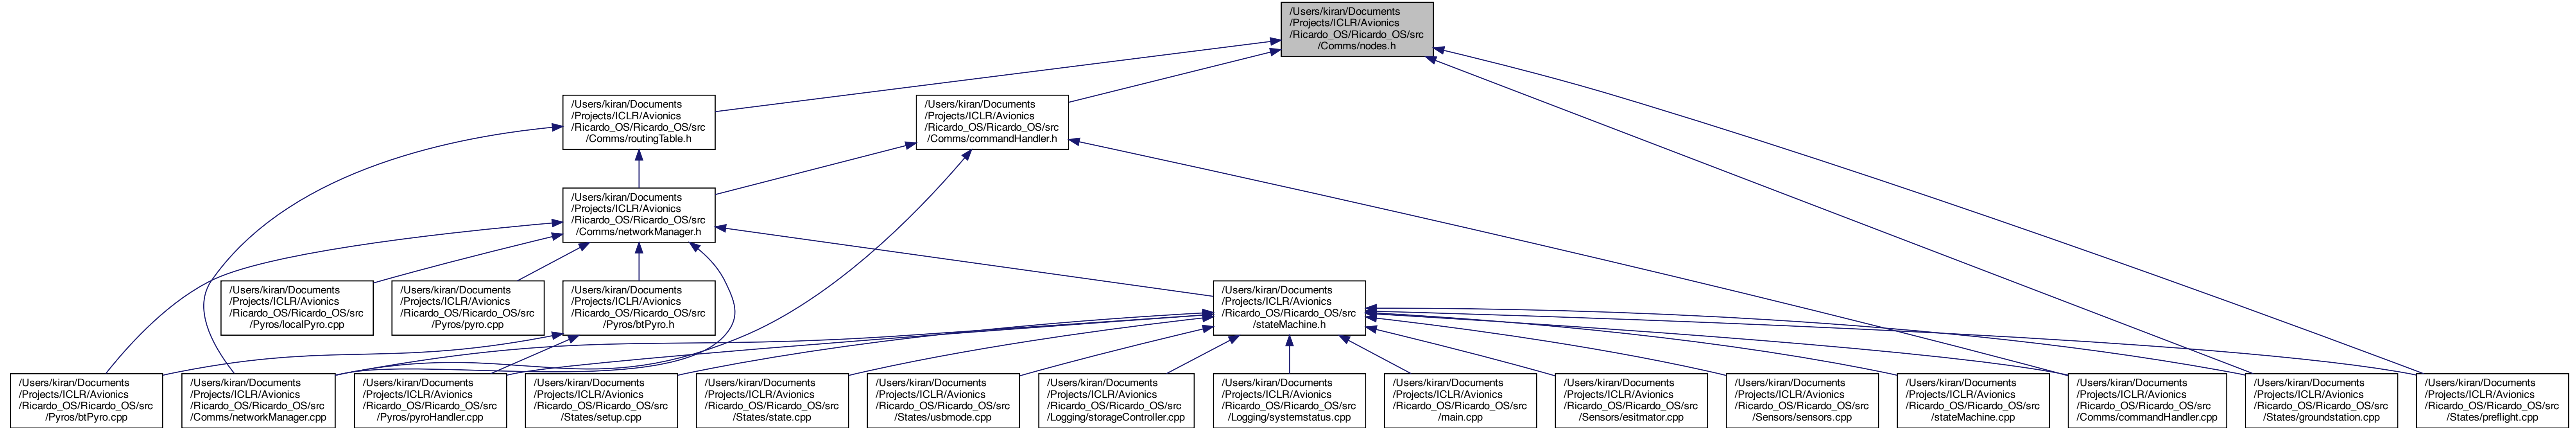 /Users/kiran/Documents
/Projects/ICLR/Avionics
/Ricardo_OS/Ricardo_OS/src
/Comms/nodes.h
/Users/kiran/Documents
/Projects/ICLR/Avionics
/Ricardo_OS/Ricardo_OS/src
/Comms/routingTable.h
/Users/kiran/Documents
/Projects/ICLR/Avionics
/Ricardo_OS/Ricardo_OS/src
/Comms/commandHandler.h
/Users/kiran/Documents
/Projects/ICLR/Avionics
/Ricardo_OS/Ricardo_OS/src
/Comms/networkManager.h
/Users/kiran/Documents
/Projects/ICLR/Avionics
/Ricardo_OS/Ricardo_OS/src
/Pyros/localPyro.cpp
/Users/kiran/Documents
/Projects/ICLR/Avionics
/Ricardo_OS/Ricardo_OS/src
/Pyros/pyro.cpp
/Users/kiran/Documents
/Projects/ICLR/Avionics
/Ricardo_OS/Ricardo_OS/src
/Pyros/btPyro.h
/Users/kiran/Documents
/Projects/ICLR/Avionics
/Ricardo_OS/Ricardo_OS/src
/stateMachine.h
/Users/kiran/Documents
/Projects/ICLR/Avionics
/Ricardo_OS/Ricardo_OS/src
/Pyros/btPyro.cpp
/Users/kiran/Documents
/Projects/ICLR/Avionics
/Ricardo_OS/Ricardo_OS/src
/Comms/networkManager.cpp
/Users/kiran/Documents
/Projects/ICLR/Avionics
/Ricardo_OS/Ricardo_OS/src
/Pyros/pyroHandler.cpp
/Users/kiran/Documents
/Projects/ICLR/Avionics
/Ricardo_OS/Ricardo_OS/src
/States/setup.cpp
/Users/kiran/Documents
/Projects/ICLR/Avionics
/Ricardo_OS/Ricardo_OS/src
/States/state.cpp
/Users/kiran/Documents
/Projects/ICLR/Avionics
/Ricardo_OS/Ricardo_OS/src
/States/usbmode.cpp
/Users/kiran/Documents
/Projects/ICLR/Avionics
/Ricardo_OS/Ricardo_OS/src
/Logging/storageController.cpp
/Users/kiran/Documents
/Projects/ICLR/Avionics
/Ricardo_OS/Ricardo_OS/src
/Logging/systemstatus.cpp
/Users/kiran/Documents
/Projects/ICLR/Avionics
/Ricardo_OS/Ricardo_OS/src
/main.cpp
/Users/kiran/Documents
/Projects/ICLR/Avionics
/Ricardo_OS/Ricardo_OS/src
/Sensors/esitmator.cpp
/Users/kiran/Documents
/Projects/ICLR/Avionics
/Ricardo_OS/Ricardo_OS/src
/Sensors/sensors.cpp
/Users/kiran/Documents
/Projects/ICLR/Avionics
/Ricardo_OS/Ricardo_OS/src
/stateMachine.cpp
/Users/kiran/Documents
/Projects/ICLR/Avionics
/Ricardo_OS/Ricardo_OS/src
/Comms/commandHandler.cpp
/Users/kiran/Documents
/Projects/ICLR/Avionics
/Ricardo_OS/Ricardo_OS/src
/States/groundstation.cpp
/Users/kiran/Documents
/Projects/ICLR/Avionics
/Ricardo_OS/Ricardo_OS/src
/States/preflight.cpp